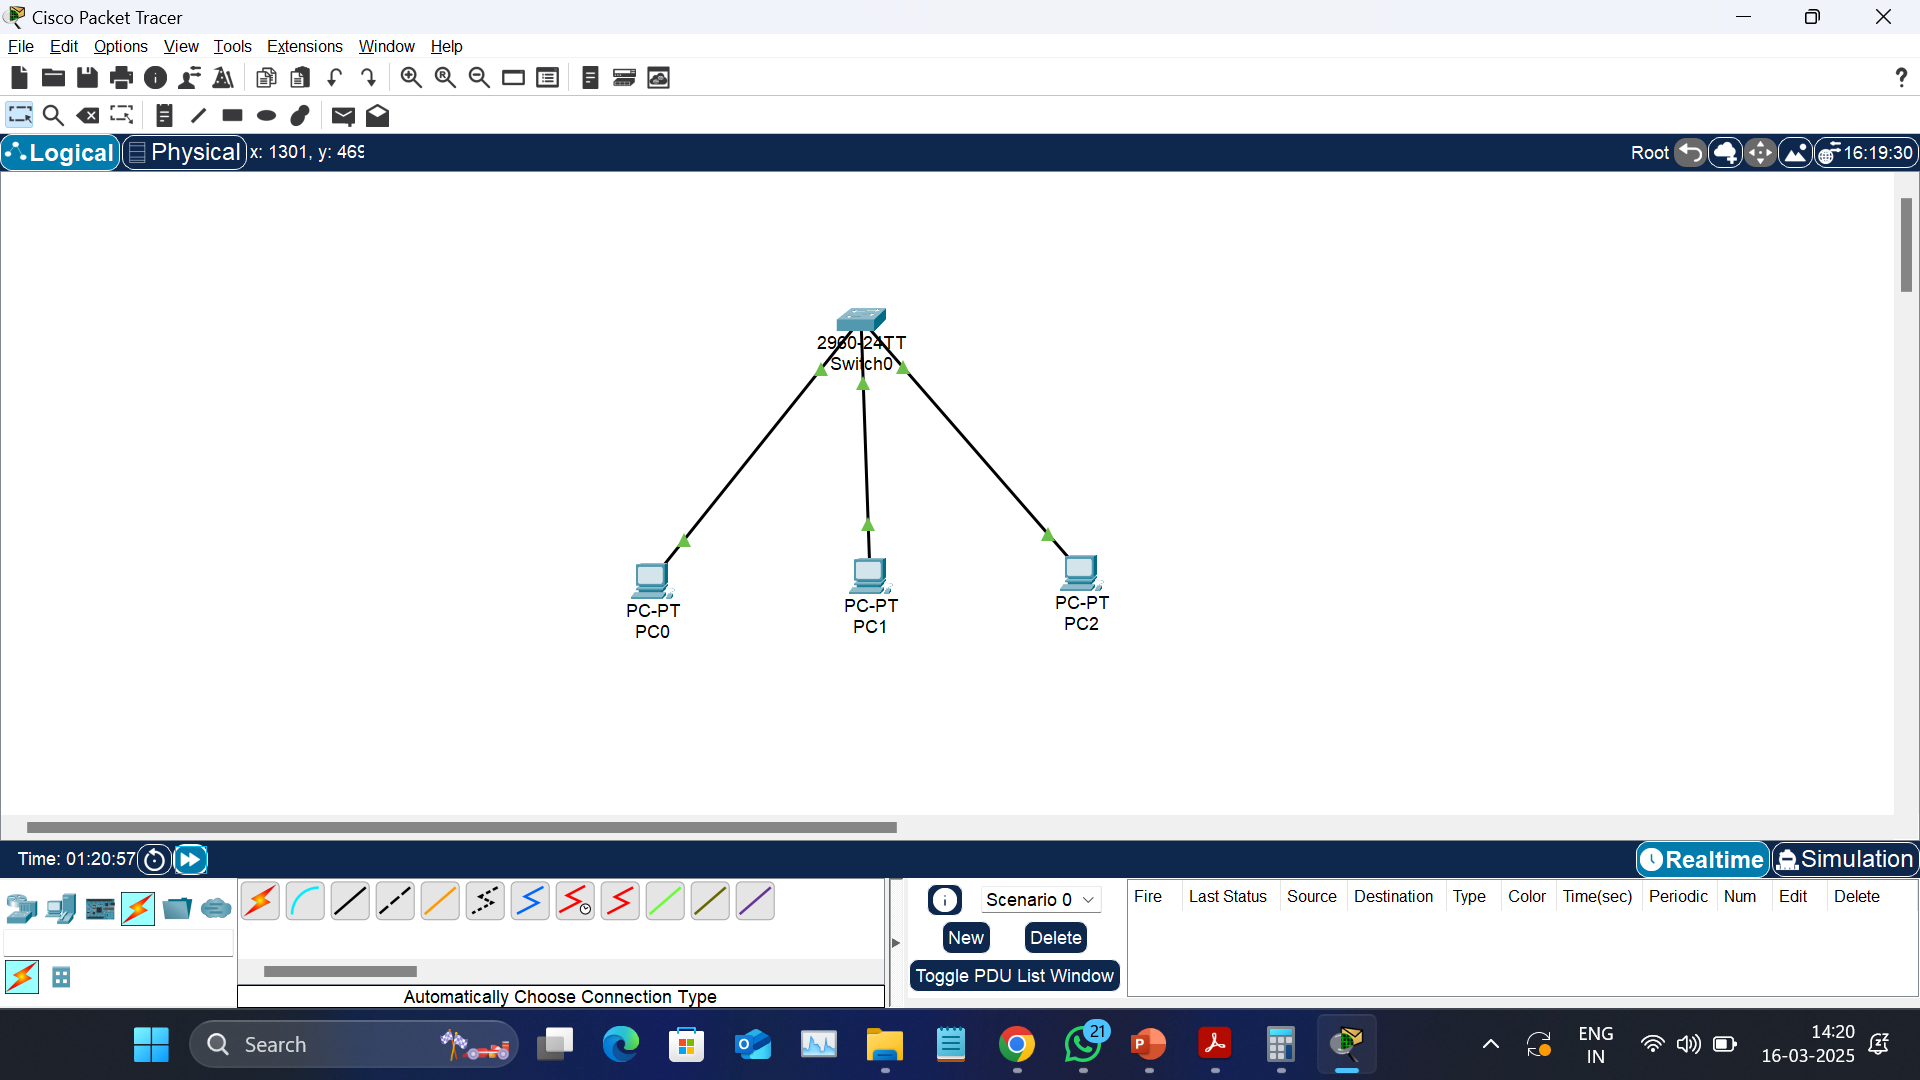 Cisco Packet Tracer
File Edit Options View Tools Extensions Window Help
Logical Physical x: 1301, y: 469 Root 16:19:30
2960-24TT
Switch0
PC-PT
PC0
PC-PT
PC1
PC-PT
PC2
Time: 01:20:57 Realtime Simulation
Scenario 0
New Delete
Toggle PDU List Window
Fire Last Status Source Destination Type Color Time(sec) Periodic Num Edit Delete
Automatically Choose Connection Type
Search
21
ENG
IN
14:20
16-03-2025